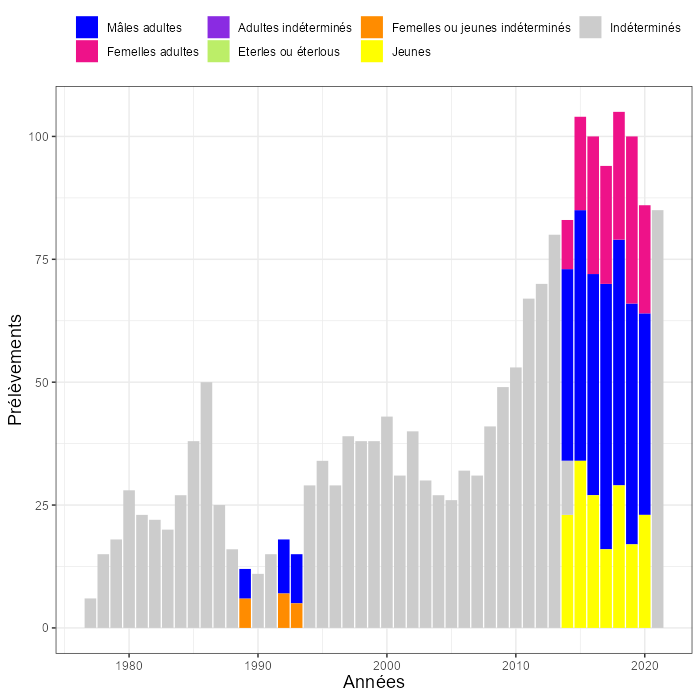 Mâles adultes Adultes indéterminés Femelles ou jeunes indéterminés Indéterminés
Femelles adultes Eterles ou éterlous Jeunes
100
75
50
25
0
Prélèvements
1980 1990 2000 2010 2020
Années